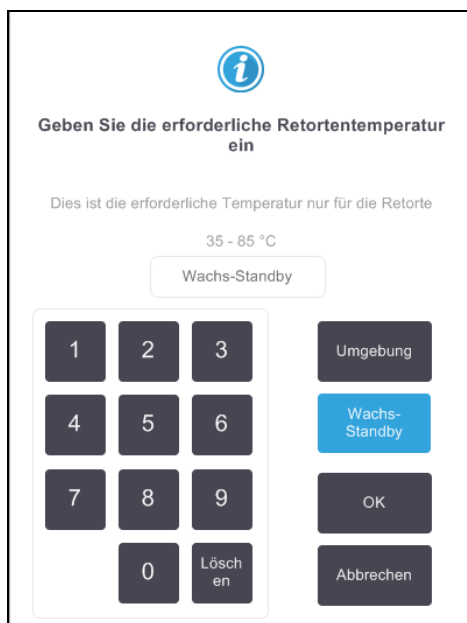 i
Geben Sie die erforderliche Retortentemperatur
ein
Dies ist die erforderliche Temperatur nur für die Retorte
35 - 85 °C
Wachs-Standby
1 2 3 Umgebung
4 5 6 Wachs-
Standby
7 8 9 OK
0 Lösch
en Abbrechen